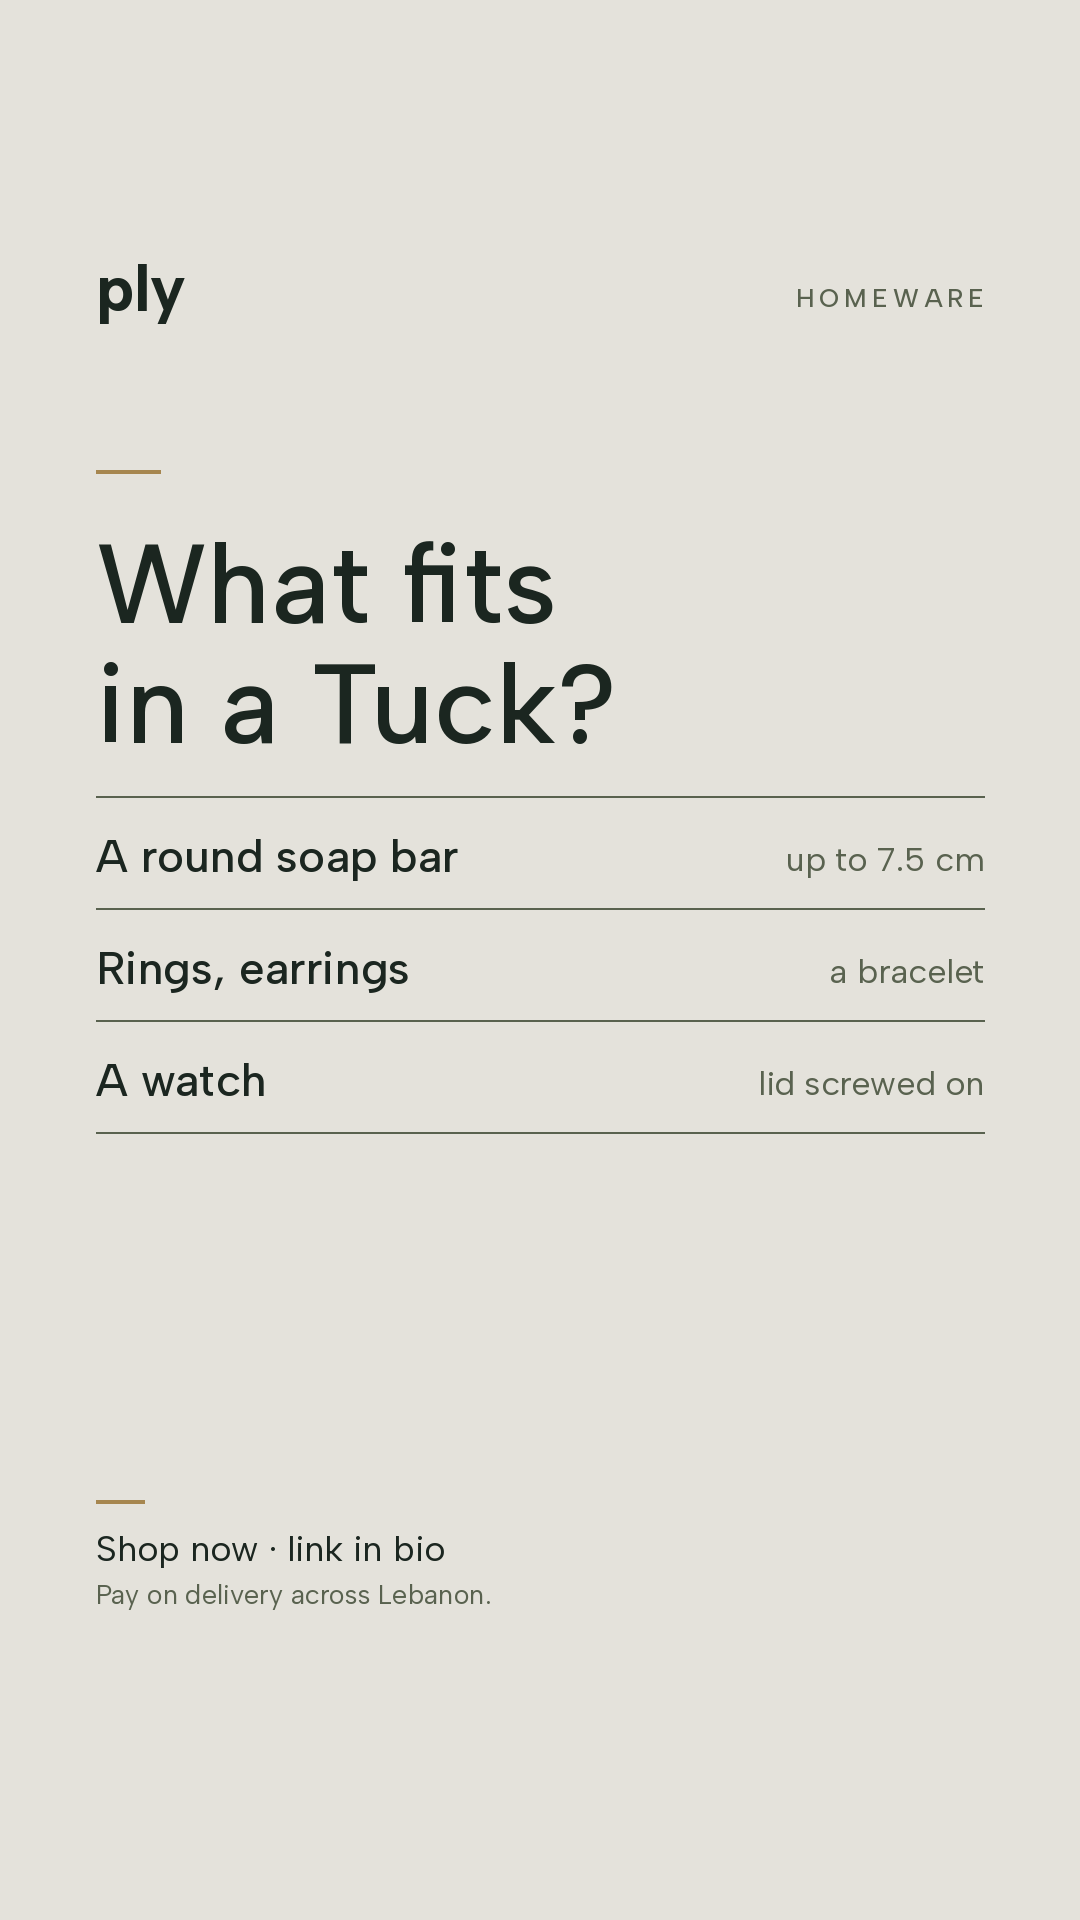 ply
HOMEWARE
What fits
in a Tuck?
A round soap bar
up to 7.5 cm
Rings, earrings
a bracelet
A watch
lid screwed on
Shop now · link in bio
Pay on delivery across Lebanon.